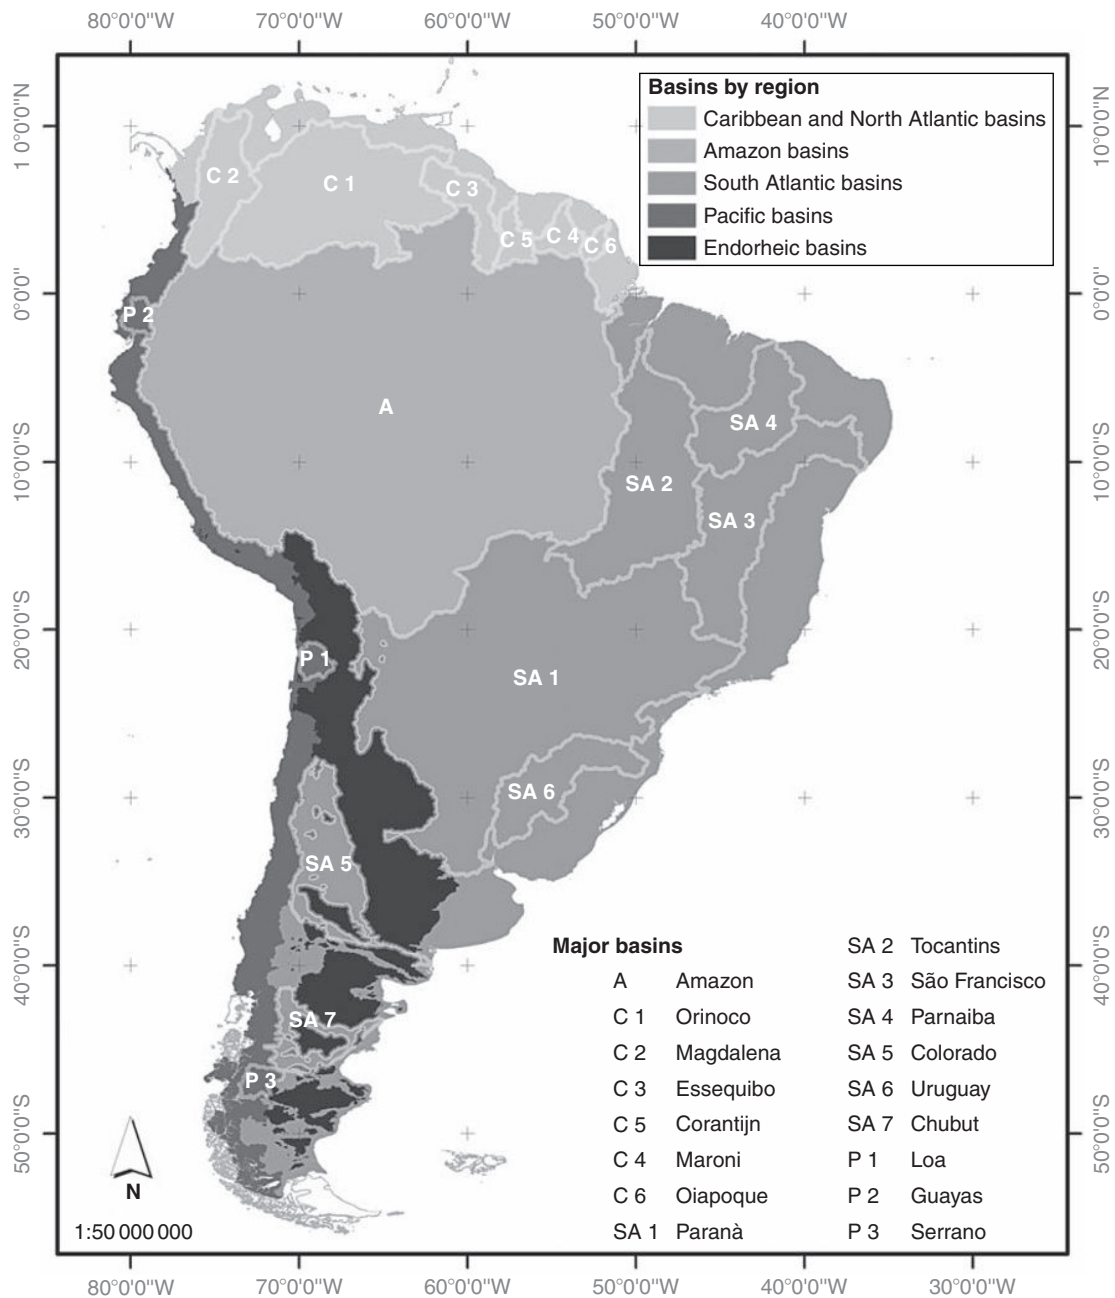 80°0'0"W 70°0'0"W 60°0'0"W 50°0'0"W 40°0'0"W
Basins by region
Caribbean and North Atlantic basins
Amazon basins
South Atlantic basins
Pacific basins
Endorheic basins
1 0°0'0"N
10°0'0"N
0°0'0"
0°0'0"
10°0'0"S
10°0'0"S
20°0'0"S
20°0'0"S
30°0'0"S
30°0'0"S
40°0'0"S
40°0'0"S
50°0'0"S
50°0'0"S
C 2
C 1
C 3
C 5
C 4
C 6
P 2
A
SA 4
SA 2
SA 3
P 1
SA 1
SA 6
SA 5
SA 7
P 3
Major basins
A Amazon
C 1 Orinoco
C 2 Magdalena
C 3 Essequibo
C 5 Corantijn
C 4 Maroni
C 6 Oiapoque
SA 1 Paranà
SA 2 Tocantins
SA 3 São Francisco
SA 4 Parnaiba
SA 5 Colorado
SA 6 Uruguay
SA 7 Chubut
P 1 Loa
P 2 Guayas
P 3 Serrano
N
1:50 000 000
80°0'0"W 70°0'0"W 60°0'0"W 50°0'0"W 40°0'0"W 30°0'0"W